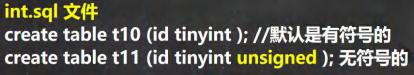 int.sql 文件
create table t10 (id tinyint ); //默认是有符号的
create table t11 (id tinyint unsigned ); 无符号的